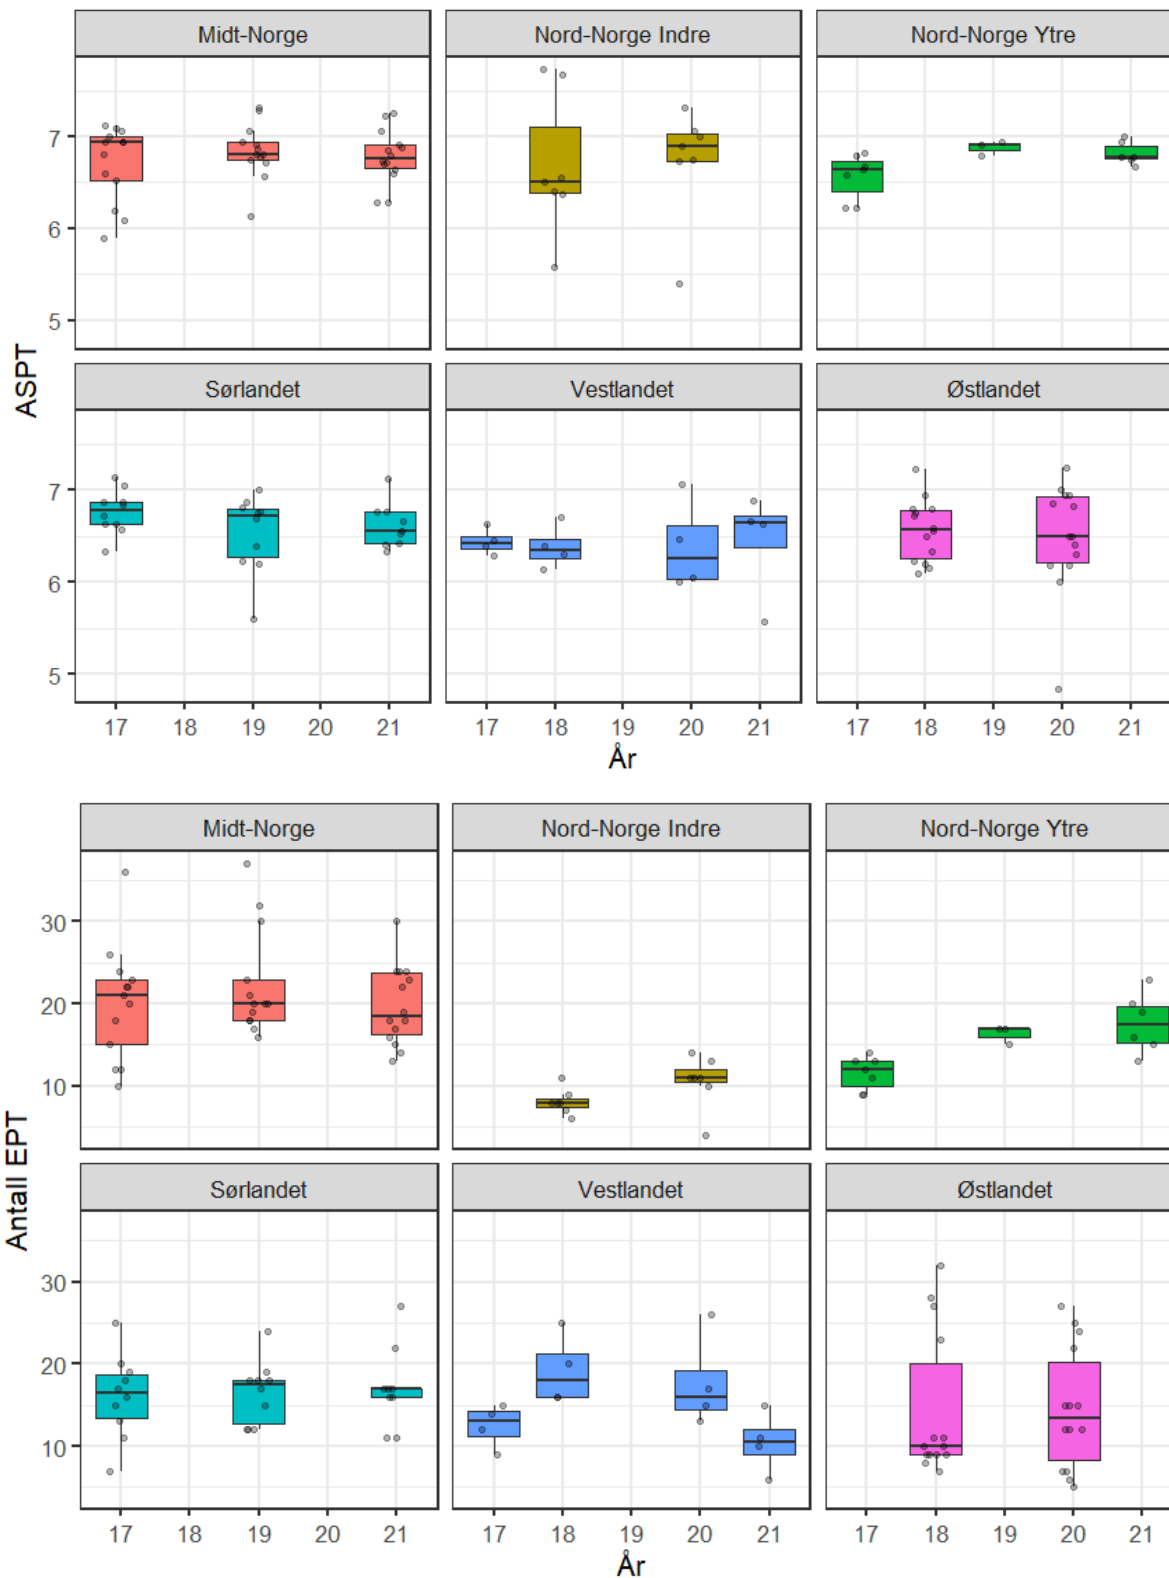 Midt-Norge Nord-Norge Indre Nord-Norge Ytre
7
6
5
ASPT
Sørlandet Vestlandet Østlandet
7
6
5
17 18 19 20 21 17 18 19 20 21 17 18 19 20 21
År
Midt-Norge Nord-Norge Indre Nord-Norge Ytre
30
20
10
Antall EPT
Sørlandet Vestlandet Østlandet
30
20
10
17 18 19 20 21 17 18 19 20 21 17 18 19 20 21
År